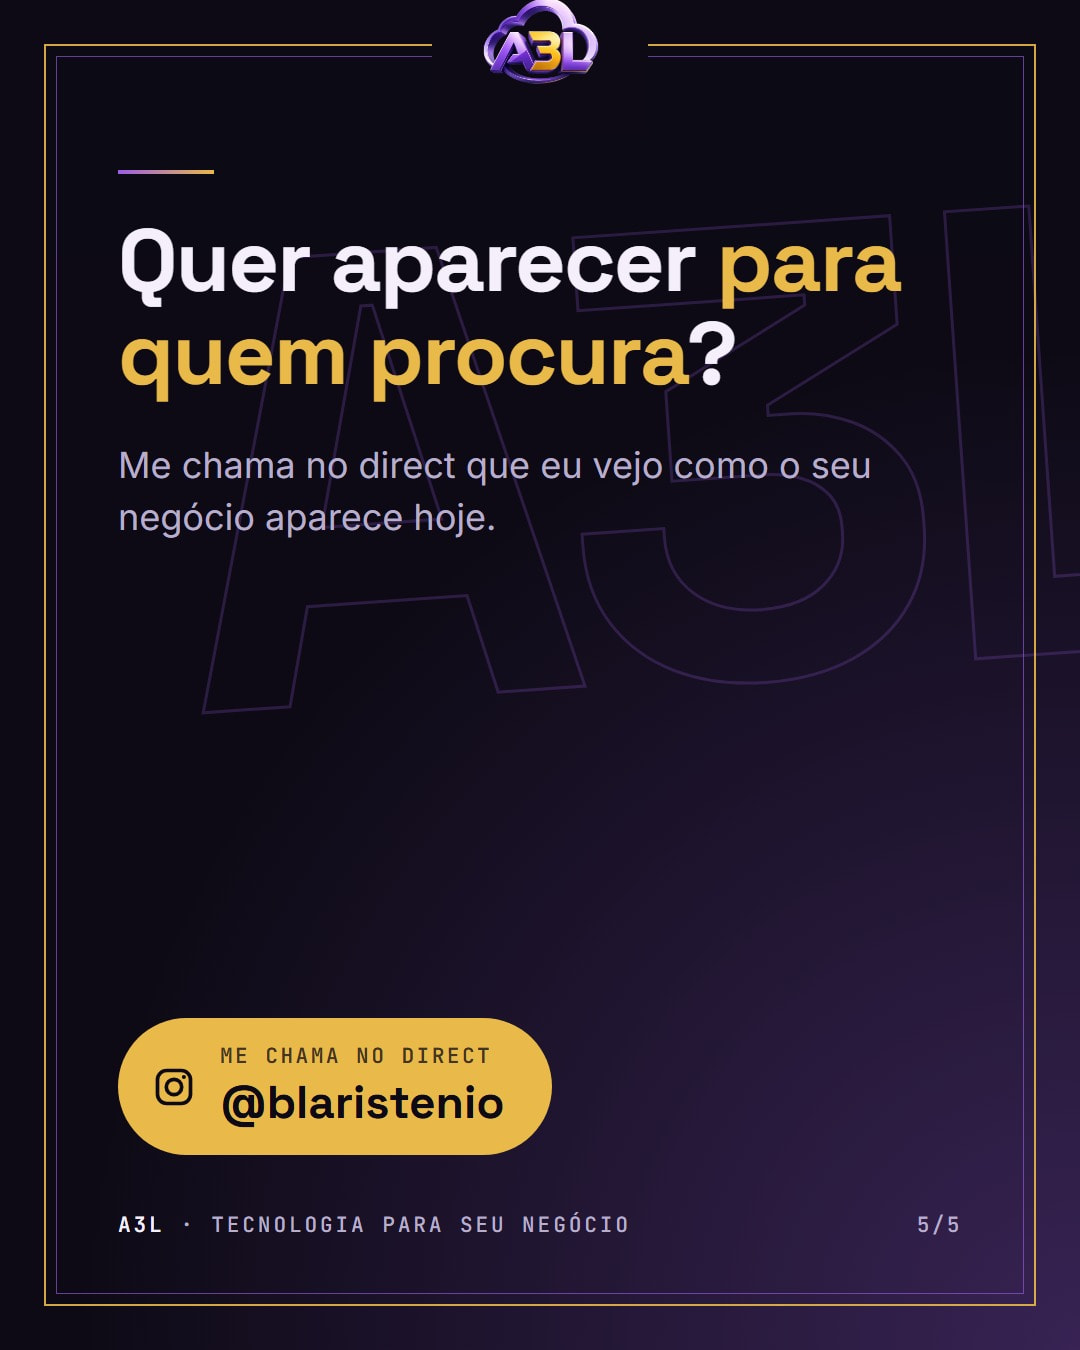 A3L
Quer aparecer para
quem procura?
Me chama no direct que eu vejo como o seu
negócio aparece hoje.
A3L
ME CHAMA NO DIRECT
@blaristenio
A3L · TECNOLOGIA PARA SEU NEGÓCIO
5/5